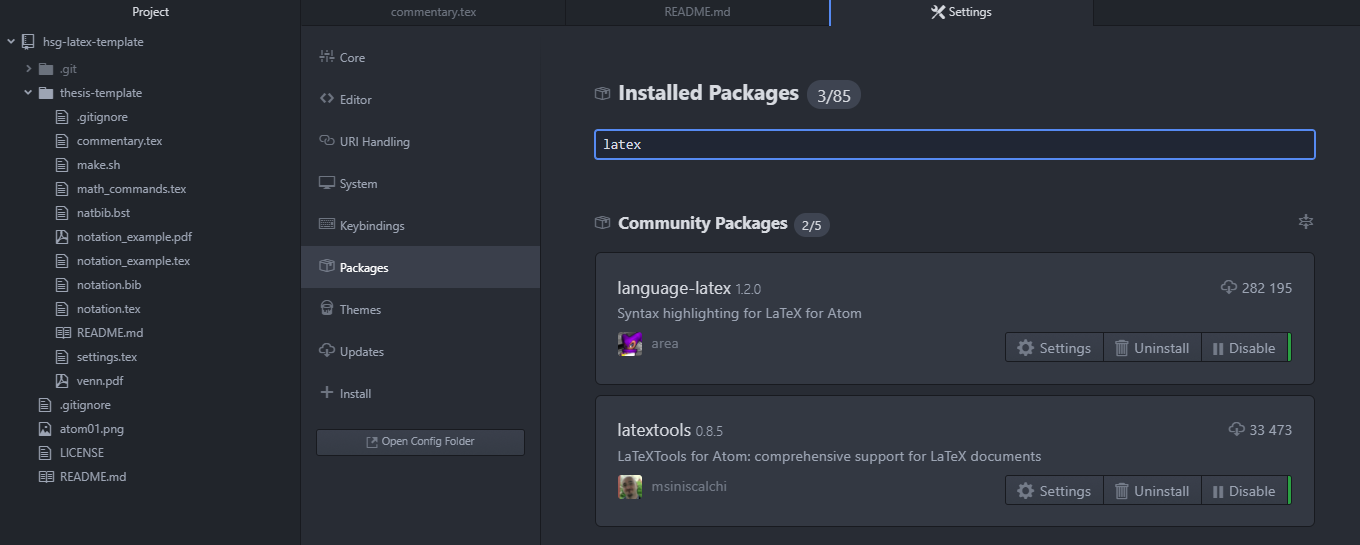 Project
hsg-latex-template
.git
thesis-template
.gitignore
commentary.tex
make.sh
math_commands.tex
natbib.bst
notation_example.pdf
notation_example.tex
notation.bib
notation.tex
README.md
settings.tex
venn.pdf
.gitignore
atom01.png
LICENSE
README.md
commentary.tex
README.md
Settings
Core
Editor
URI Handling
System
Keybindings
Packages
Themes
Updates
Install
Open Config Folder
Installed Packages 3/85
latex
Community Packages 2/5
language-latex 1.2.0 282 195
Syntax highlighting for LaTeX for Atom
area Settings Uninstall Disable
latextools 0.8.5 33 473
LaTeXTools for Atom: comprehensive support for LaTeX documents
msiniscalchi Settings Uninstall Disable